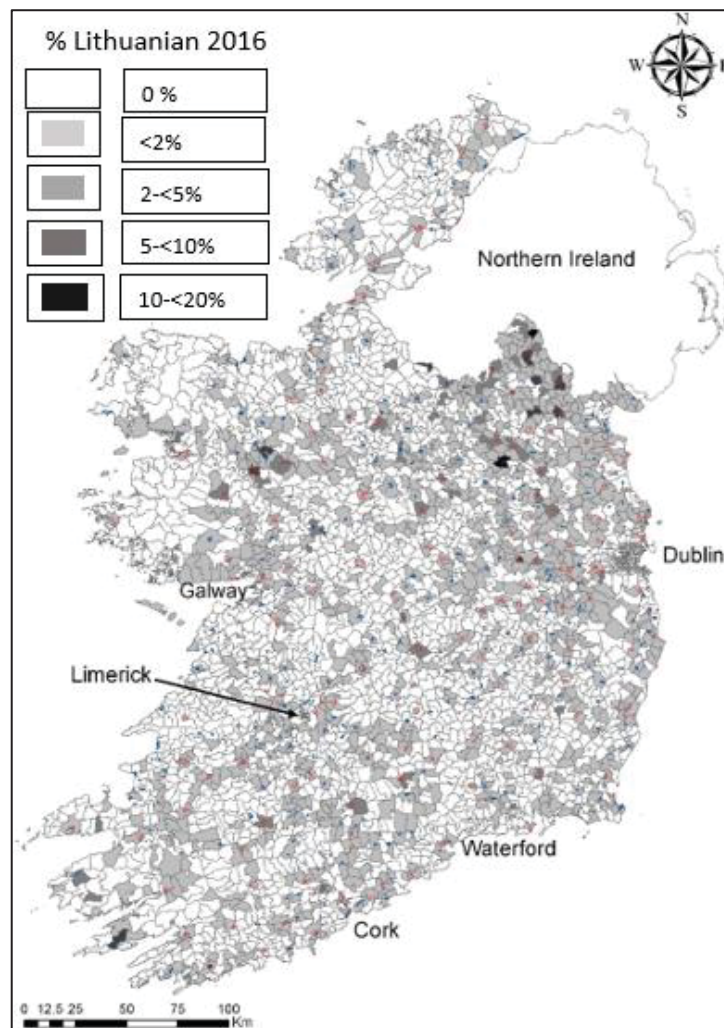 % Lithuanian 2016
0 %
<2%
2-<5%
5-<10%
10-<20%
N
W
S
Northern Ireland
Dublin
Galway
Limerick
Waterford
Cork
0 12.5 25 50 75 100
Km